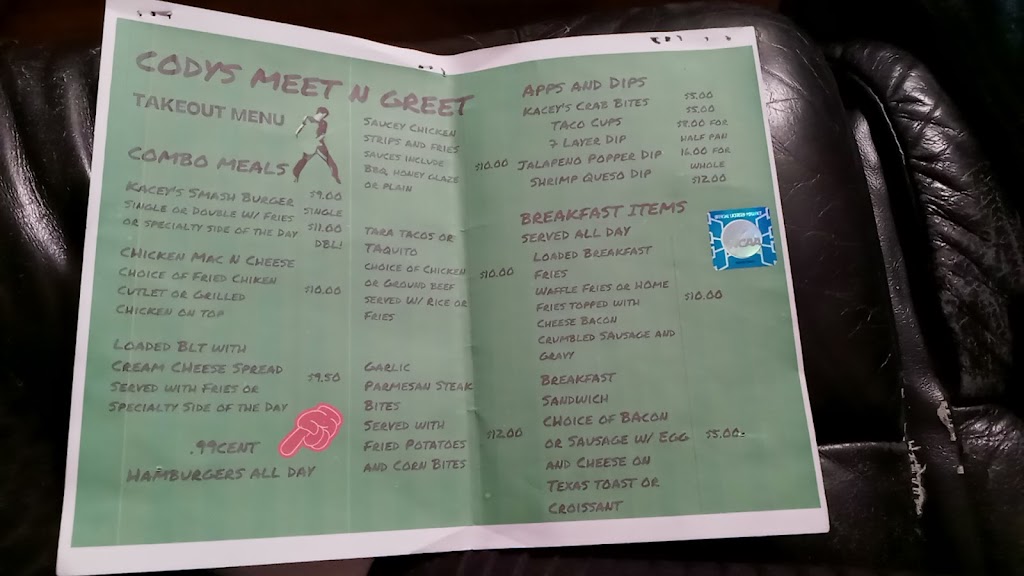 CODYS MEET N GREET
TAKEOUT MENU
COMBO MEALS
KACEY'S SMASH BURGER $9.00
SINGLE OR DOUBLE W/ FRIES SINGLE
OR SPECIALTY SIDE OF THE DAY $11.00
DBL!
CHICKEN MAC N CHEESE
CHOICE OF FRIED CHIKEN
CUTLET OR GRILLED $10.00
CHICKEN ON TOP
LOADED BLT WITH
CREAM CHEESE SPREAD
SERVED WITH FRIES OR $9.50
SPECIALTY SIDE OF THE DAY
.99CENT
HAMBURGERS ALL DAY
SAUCEY CHICKEN
STRIPS AND FRIES
SAUCES INCLUDE
BBQ HONEY GLAZE $10.00
OR PLAIN
TARA TACOS OR
TAQUITO
CHOICE OF CHICKEN
OR GROUND BEEF $10.00
SERVED W/ RICE OR
FRIES
GARLIC
PARMESAN STEAK
BITES
SERVED WITH
FRIED POTATOES $12.00
AND CORN BITES
APPS AND DIPS
KACEY'S CRAB BITES $5.00
TACO CUPS $5.00
7 LAYER DIP $8.00 FOR
HALF PAN
JALAPENO POPPER DIP 16.00 FOR
WHOLE
SHRIMP QUESO DIP $12.00
BREAKFAST ITEMS
SERVED ALL DAY
LOADED BREAKFAST
FRIES
WAFFLE FRIES OR HOME
FRIES TOPPED WITH $10.00
CHEESE BACON
CRUMBLED SAUSAGE AND
GRAVY
BREAKFAST
SANDWICH
CHOICE OF BACON
OR SAUSAGE W/ EGG $5.00
AND CHEESE ON
TEXAS TOAST OR
CROISSANT
OFFICIAL LICENSED PRODUCT
NCAA